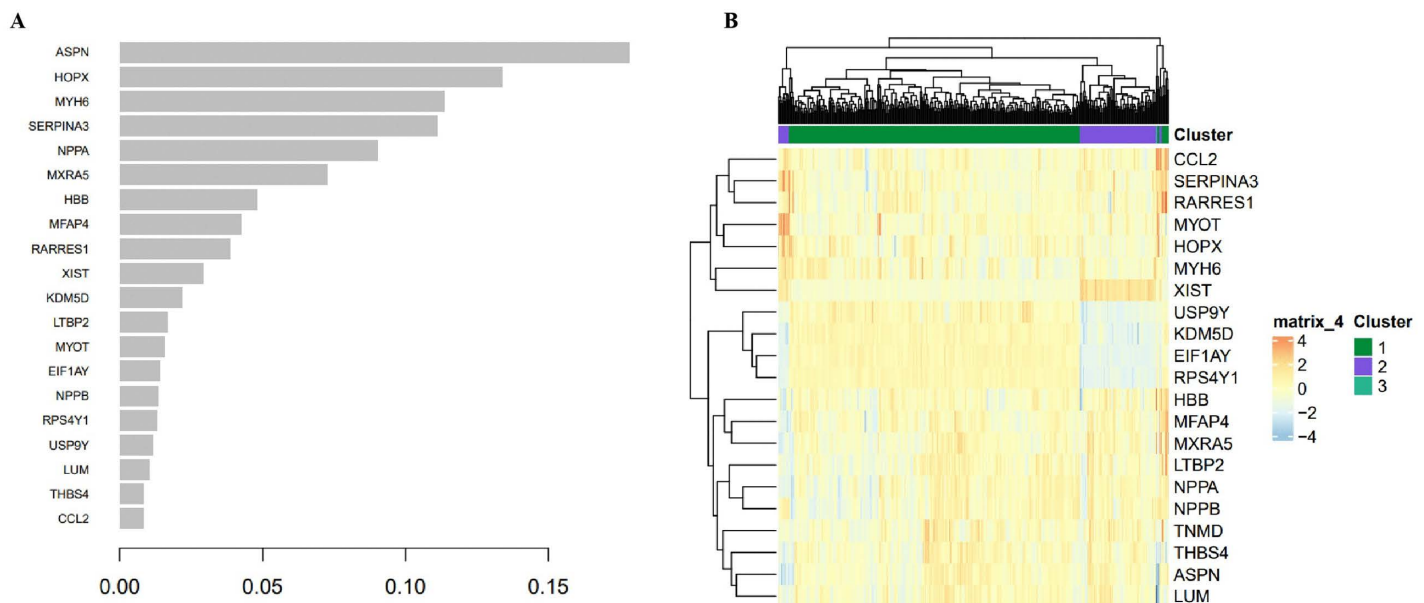 A
ASPN
HOPX
MYH6
SERPINA3
NPPA
MXRA5
HBB
MFAP4
RARRES1
XIST
KDM5D
LTBP2
MYOT
EIF1AY
NPPB
RPS4Y1
USP9Y
LUM
THBS4
CCL2
0.00 0.05 0.10 0.15
B
Cluster
CCL2
SERPINA3
RARRES1
MYOT
HOPX
MYH6
XIST
USP9Y
KDM5D
EIF1AY
RPS4Y1
HBB
MFAP4
MXRA5
LTBP2
NPPA
NPPB
TNMD
THBS4
ASPN
LUM
matrix_4
4
2
0
−2
−4
Cluster
1
2
3